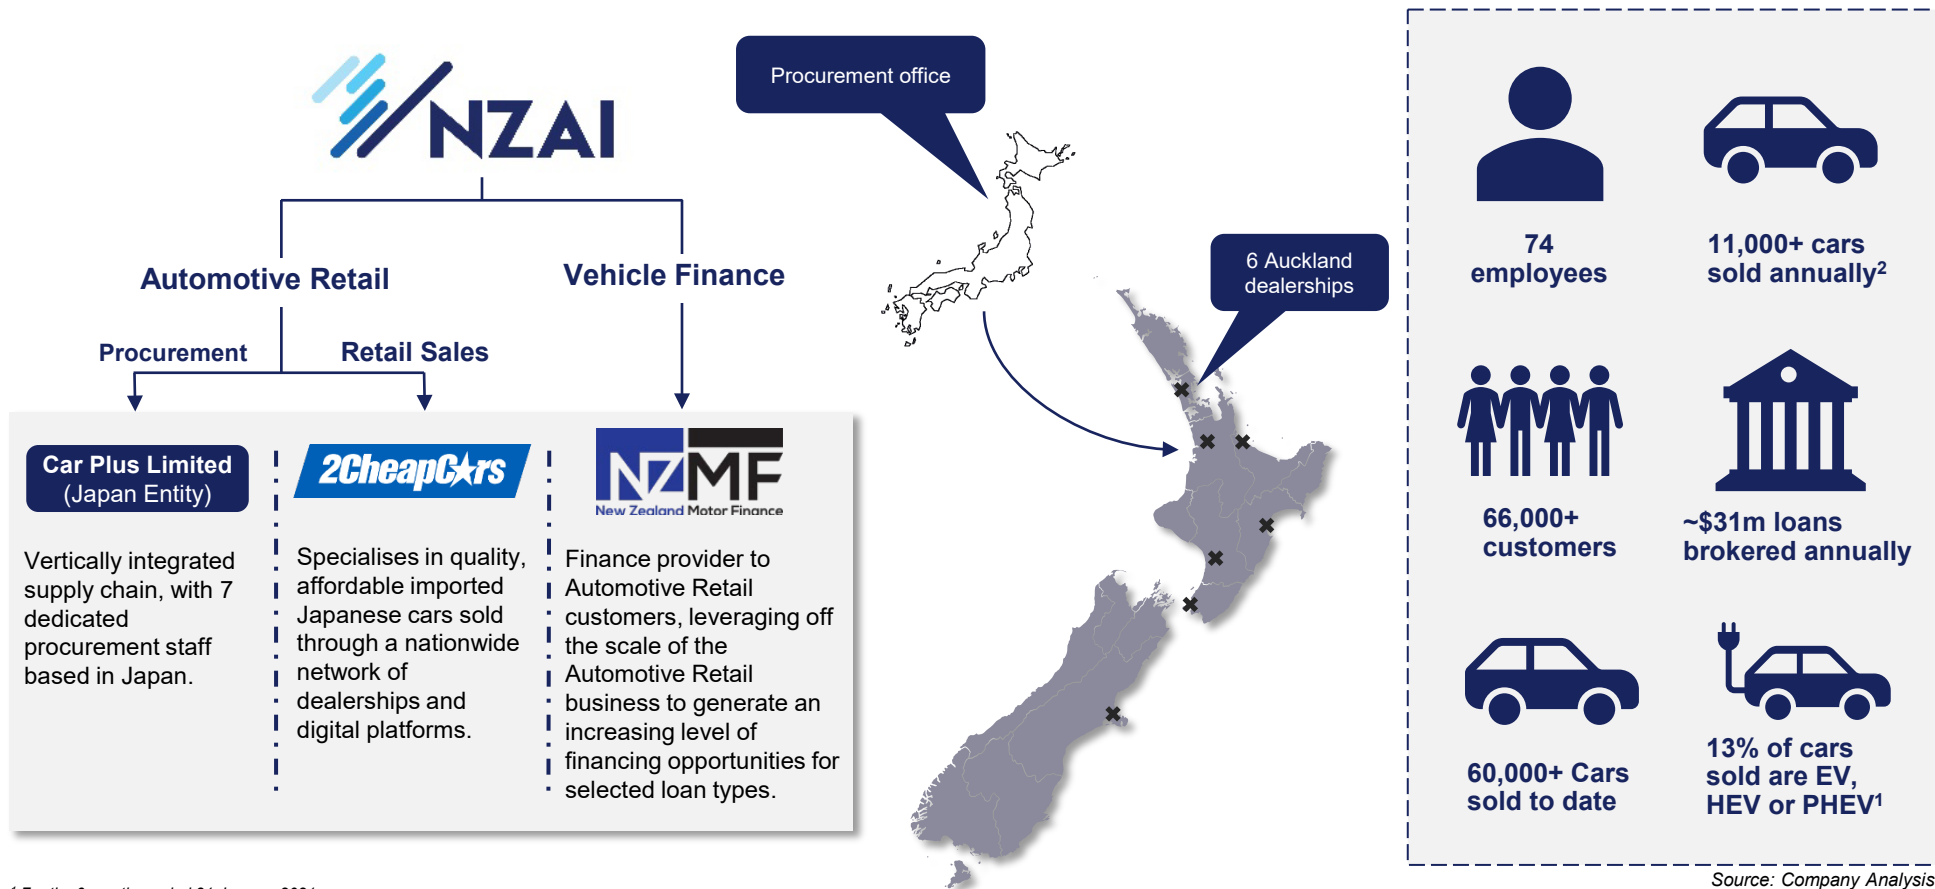 NZAI
Automotive Retail
Vehicle Finance
Procurement
Retail Sales
Car Plus Limited
(Japan Entity)
Vertically integrated
supply chain, with 7
dedicated
procurement staff
based in Japan.
2CheapCars
Specialises in quality,
affordable imported
Japanese cars sold
through a nationwide
network of
dealerships and
digital platforms.
NZMF
New Zealand Motor Finance
Finance provider to
Automotive Retail
customers, leveraging off
the scale of the
Automotive Retail
business to generate an
increasing level of
financing opportunities for
selected loan types.
Procurement office
6 Auckland
dealerships
74
employees
11,000+ cars
sold annually²
66,000+
customers
~$31m loans
brokered annually
60,000+ Cars
sold to date
13% of cars
sold are EV,
HEV or PHEV¹
Source: Company Analysis